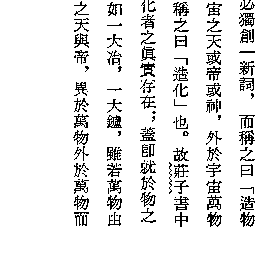 必獨創一新詞，而稱之曰「造物
宙之天或帝或神，外於宇宙萬物
稱之曰「造化」也。故莊子書中
化者之眞實存在；蓋卽就於物之
如一大冶，一大鑪，雖若萬物由
之天與帝，異於萬物外於萬物而